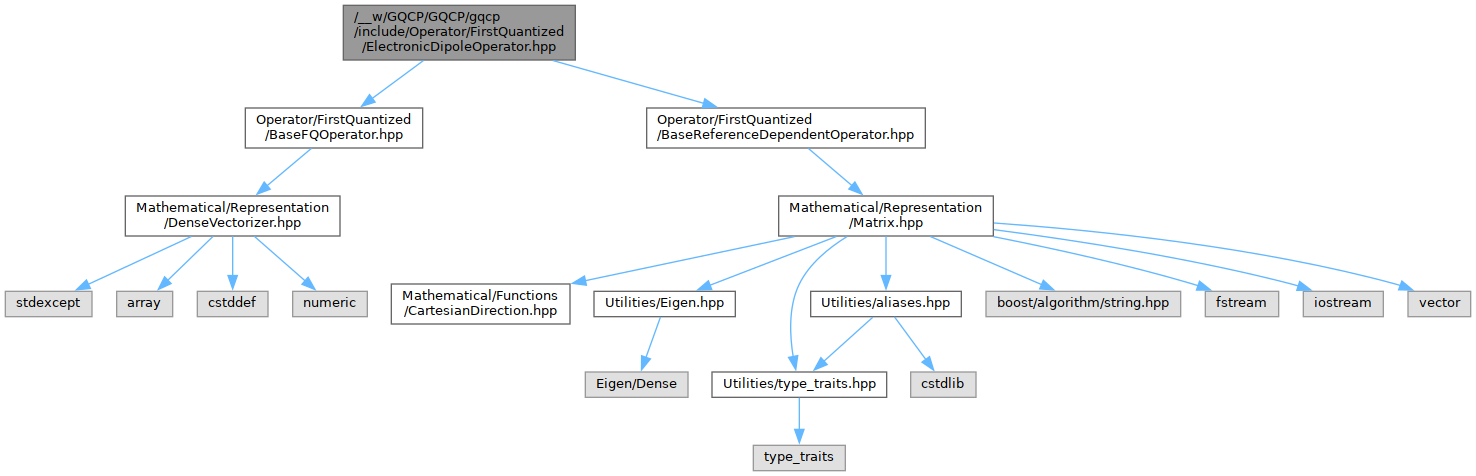 /__w/GQCP/GQCP/gqcp
/include/Operator/FirstQuantized
/ElectronicDipoleOperator.hpp
Operator/FirstQuantized
/BaseFQOperator.hpp
Operator/FirstQuantized
/BaseReferenceDependentOperator.hpp
Mathematical/Representation
/DenseVectorizer.hpp
Mathematical/Representation
/Matrix.hpp
stdexcept
array
cstddef
numeric
Mathematical/Functions
/CartesianDirection.hpp
Utilities/Eigen.hpp
Utilities/aliases.hpp
boost/algorithm/string.hpp
fstream
iostream
vector
Eigen/Dense
Utilities/type_traits.hpp
cstdlib
type_traits